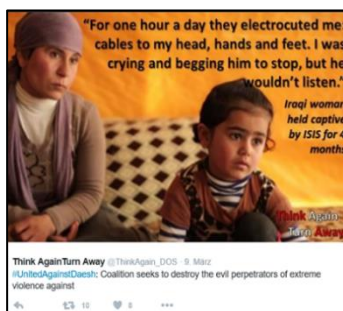 “For one hour a day they electrocuted me:
cables to my head, hands and feet. I was
crying and begging him to stop, but he
wouldn’t listen.”
Iraqi woman
held captive
by ISIS for 4
months
Think Again
Turn Away
Think AgainTurn Away @ThinkAgain_DOS · 9. März
#UnitedAgainstDaesh: Coalition seeks to destroy the evil perpetrators of extreme
violence against
18
8